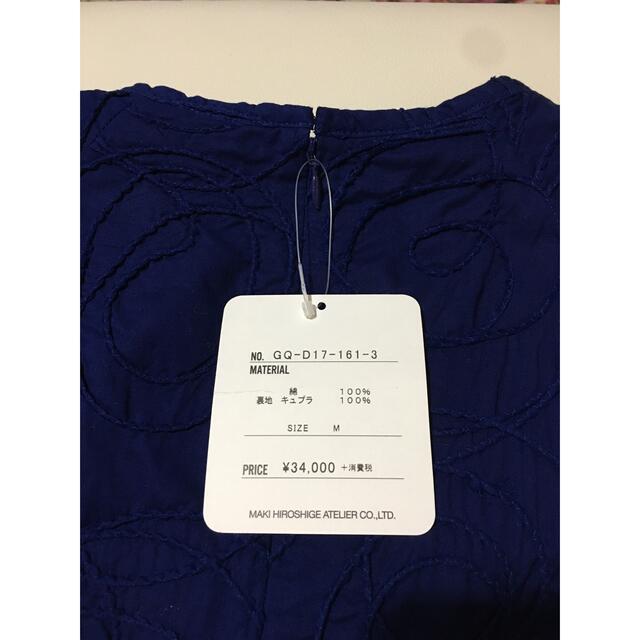 NO. GQ-D17-161-3
MATERIAL
綿 100%
裏地 キュプラ 100%
SIZE M
PRICE ¥34,000 +消費税
MAKI HIROSHIGE ATELIER CO.,LTD.